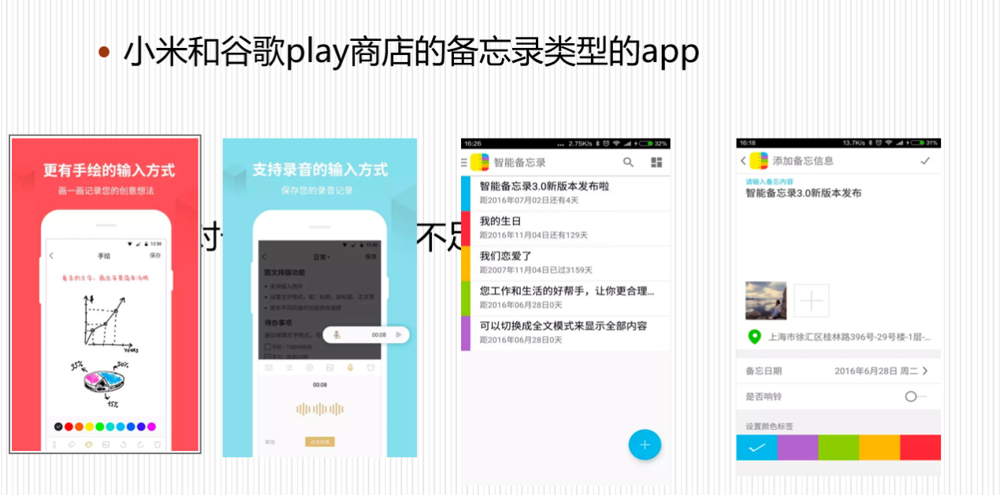 小米和谷歌play商店的备忘录类型的app
更有手绘的输入方式
画一画记录您的创意想法
12:30
手绘
保存
YEARS
35%
50%
15%
支持录音的输入方式
保存您的录音记录
12:30
日常
保存
图文排版功能
支持插入图片
待办事项
00:08
00:08
取消
点击结束
不足
16:26
... 2.75K/s
32%
智能备忘录
智能备忘录3.0新版本发布啦
距2016年07月02日还有4天
我的生日
距2016年11月04日还有129天
我们恋爱了
距2007年11月04日已过3159天
您工作和生活的好帮手，让你更合理...
距2016年06月28日0天
可以切换成全文模式来显示全部内容
距2016年06月28日0天
+
16:18
13.7K/s
31%
添加备忘信息
请输入备忘内容
智能备忘录3.0新版本发布
上海市徐汇区桂林路396号-29号楼-1层-...
备忘日期
2016年6月28日 周二
是否响铃
设置颜色标签